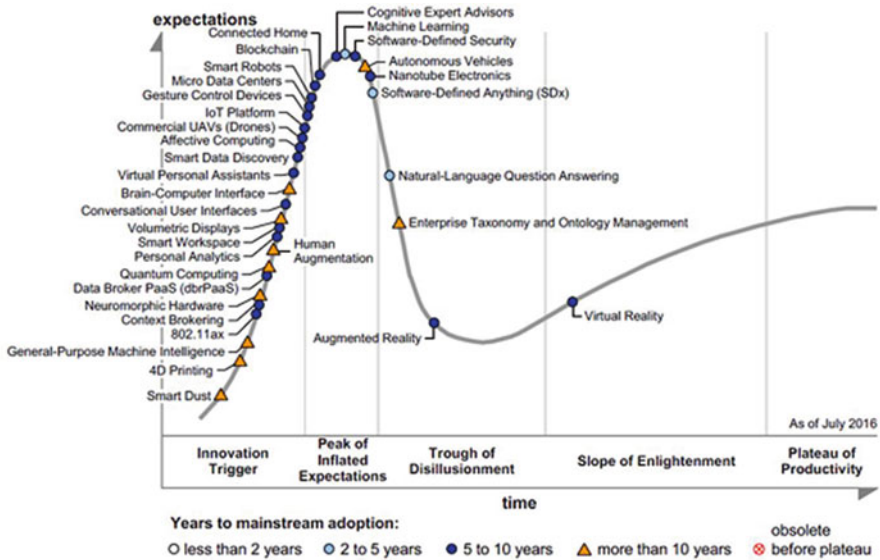 expectations
Cognitive Expert Advisors
Machine Learning
Software-Defined Security
Connected Home
Blockchain
Autonomous Vehicles
Smart Robots
Nanotube Electronics
Micro Data Centers
Gesture Control Devices
Software-Defined Anything (SDx)
IoT Platform
Commercial UAVs (Drones)
Affective Computing
Smart Data Discovery
Virtual Personal Assistants
Natural-Language Question Answering
Brain-Computer Interface
Conversational User Interfaces
Volumetric Displays
Enterprise Taxonomy and Ontology Management
Smart Workspace
Personal Analytics
Human
Augmentation
Quantum Computing
Data Broker PaaS (dbrPaaS)
Neuromorphic Hardware
Context Brokering
802.11ax
Virtual Reality
Augmented Reality
General-Purpose Machine Intelligence
4D Printing
Smart Dust
As of July 2016
Innovation
Trigger
Peak of
Inflated
Expectations
Trough of
Disillusionment
Slope of Enlightenment
Plateau of
Productivity
time
Years to mainstream adoption:
less than 2 years
2 to 5 years
5 to 10 years
more than 10 years
obsolete
before plateau